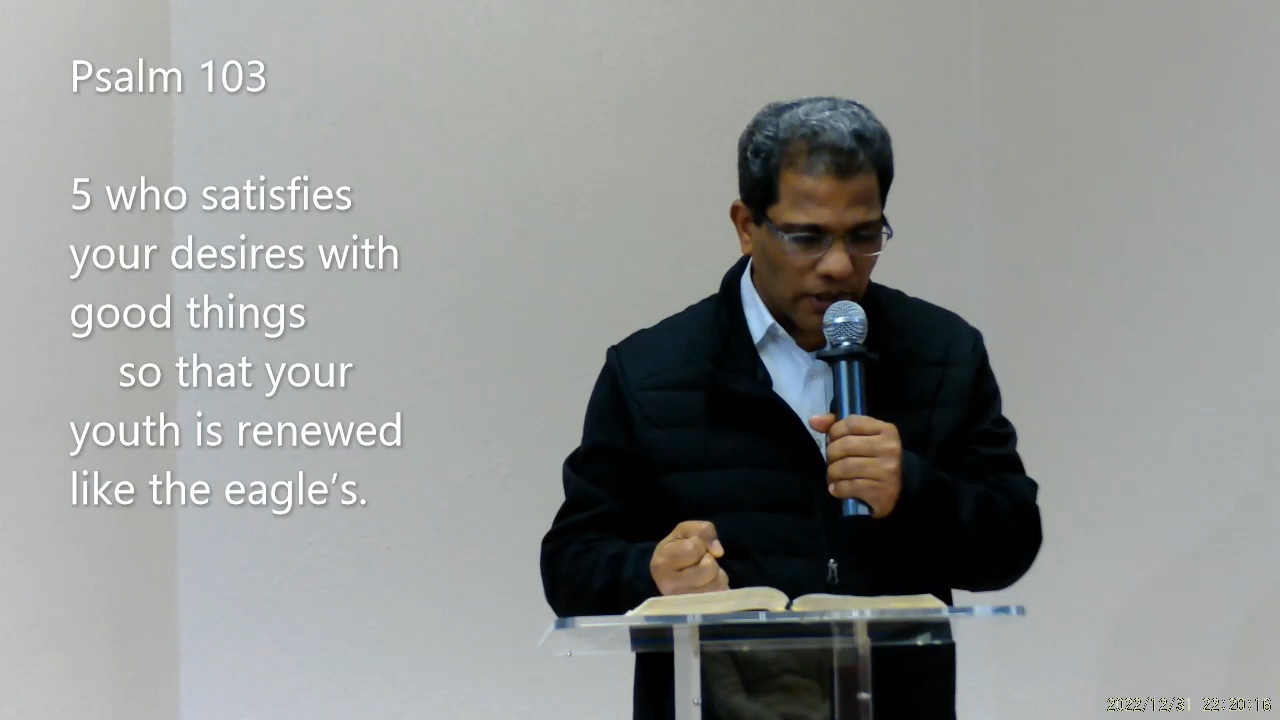 Psalm 103
5 who satisfies
your desires with
good things
so that your
youth is renewed
like the eagle’s.
2022/12/31 22:20:16